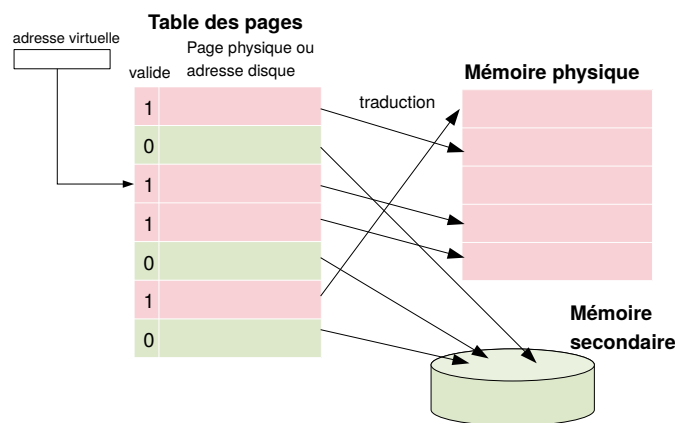 Table des pages
adresse virtuelle
Page physique ou
adresse disque
valide
Mémoire physique
traduction
1
0
1
1
0
1
0
Mémoire
secondaire